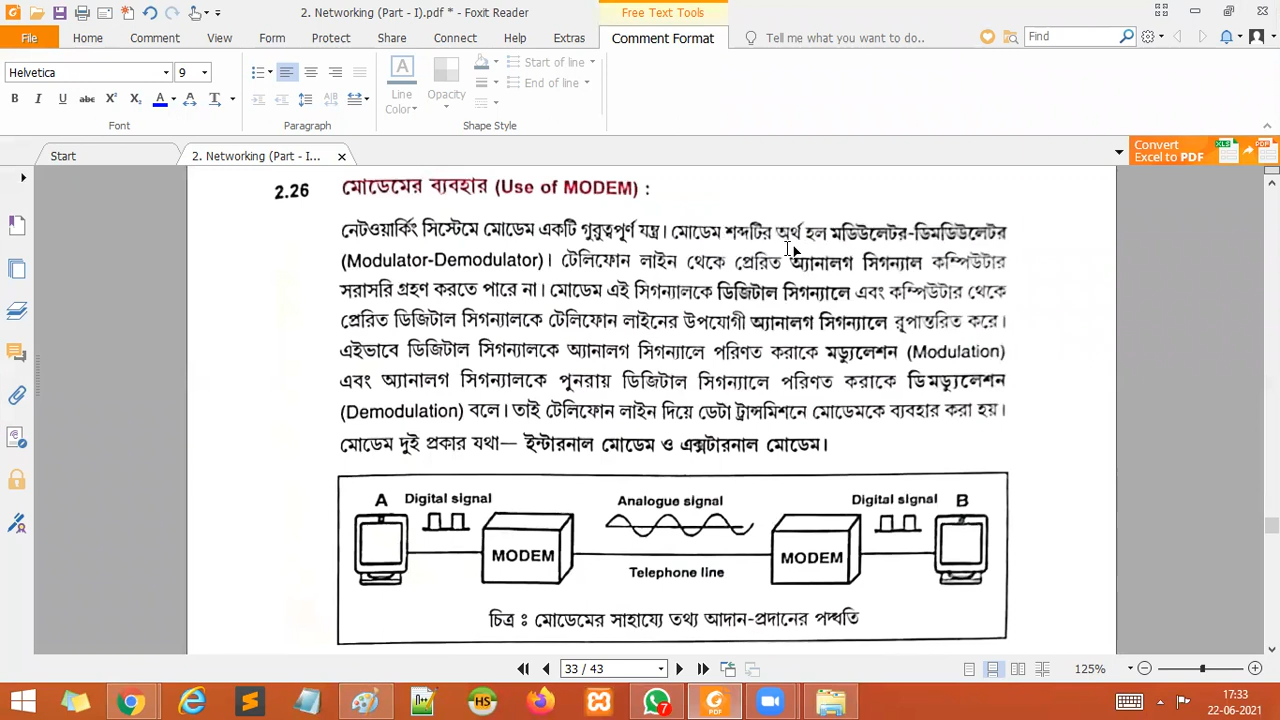 2. Networking (Part - I).pdf * - Foxit Reader
Free Text Tools
File Home Comment View Form Protect Share Connect Help Extras Comment Format Tell me what you want to do.. Find
Helvetica 9
Line Color Opacity Start of line
End of line
Font Paragraph Shape Style
Start 2. Networking (Part - I... Convert Excel to PDF
2.26 মোডেমের ব্যবহার (Use of MODEM) :
নেটওয়ার্কিং সিস্টেমে মোডেম একটি গুরুত্বপূর্ণ যন্ত্র। মোডেম শব্দটির অর্থ হল মডিউলেটর-ডিমডিউলেটর
(Modulator-Demodulator)। টেলিফোন লাইন থেকে প্রেরিত অ্যানালগ সিগন্যাল কম্পিউটার
সরাসরি গ্রহণ করতে পারে না। মোডেম এই সিগন্যালকে ডিজিটাল সিগন্যালে এবং কম্পিউটার থেকে
প্রেরিত ডিজিটাল সিগন্যালকে টেলিফোন লাইনের উপযোগী অ্যানালগ সিগন্যালে রূপান্তরিত করে।
এইভাবে ডিজিটাল সিগন্যালকে অ্যানালগ সিগন্যালে পরিণত করাকে মড্যুলেশন (Modulation)
এবং অ্যানালগ সিগন্যালকে পুনরায় ডিজিটাল সিগন্যালে পরিণত করাকে ডিমড্যুলেশন
(Demodulation) বলে। তাই টেলিফোন লাইন দিয়ে ডেটা ট্রান্সমিশনে মোডেমকে ব্যবহার করা হয়।
মোডেম দুই প্রকার যথা— ইন্টারনাল মোডেম ও এক্সটারনাল মোডেম।
A Digital signal Analogue signal Digital signal B
MODEM MODEM
Telephone line
চিত্র ঃ মোডেমের সাহায্যে তথ্য আদান-প্রদানের পদ্ধতি
33 / 43 125%
17:33
22-06-2021